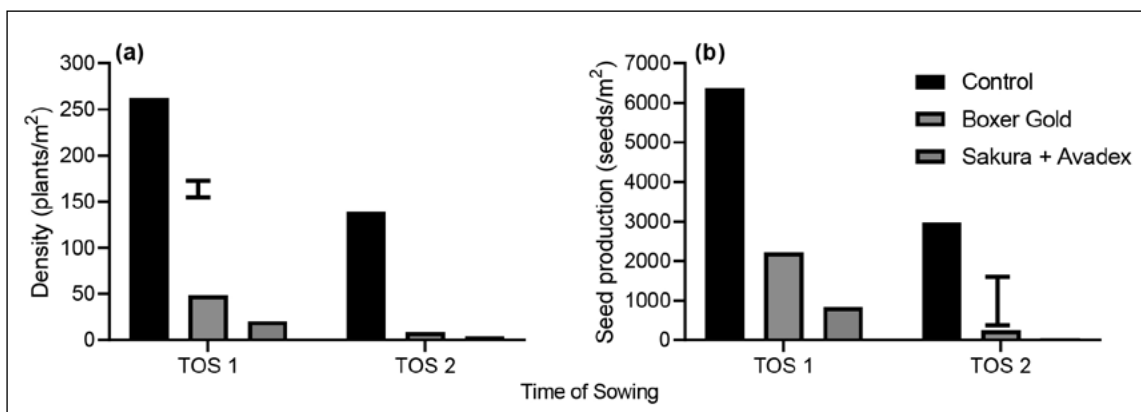 (a)
Density (plants/m²)
300
250
200
150
100
50
0
TOS 1
TOS 2
(b)
Seed production (seeds/m²)
7000
6000
5000
4000
3000
2000
1000
0
TOS 1
TOS 2
Control
Boxer Gold
Sakura + Avadex
Time of Sowing